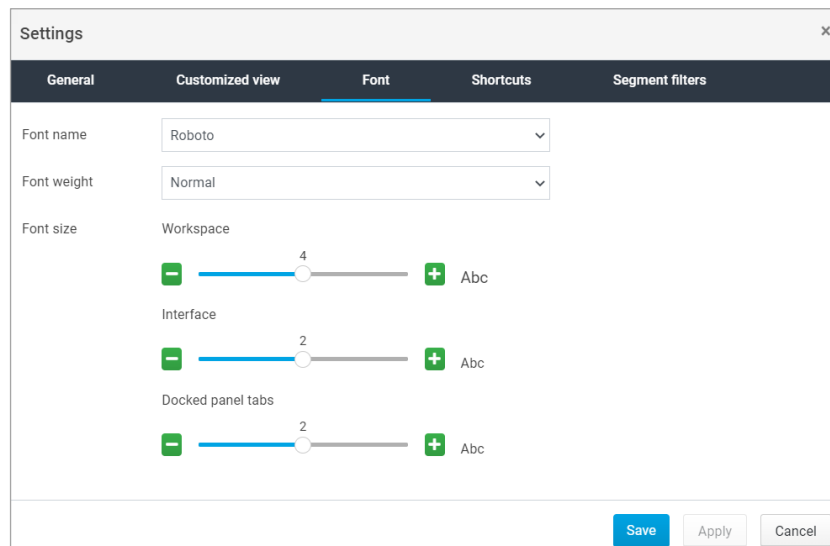 Settings ×
General Customized view Font Shortcuts Segment filters
Font name Roboto
Font weight Normal
Font size Workspace
4
Abc
Interface
2
Abc
Docked panel tabs
2
Abc
Save Apply Cancel